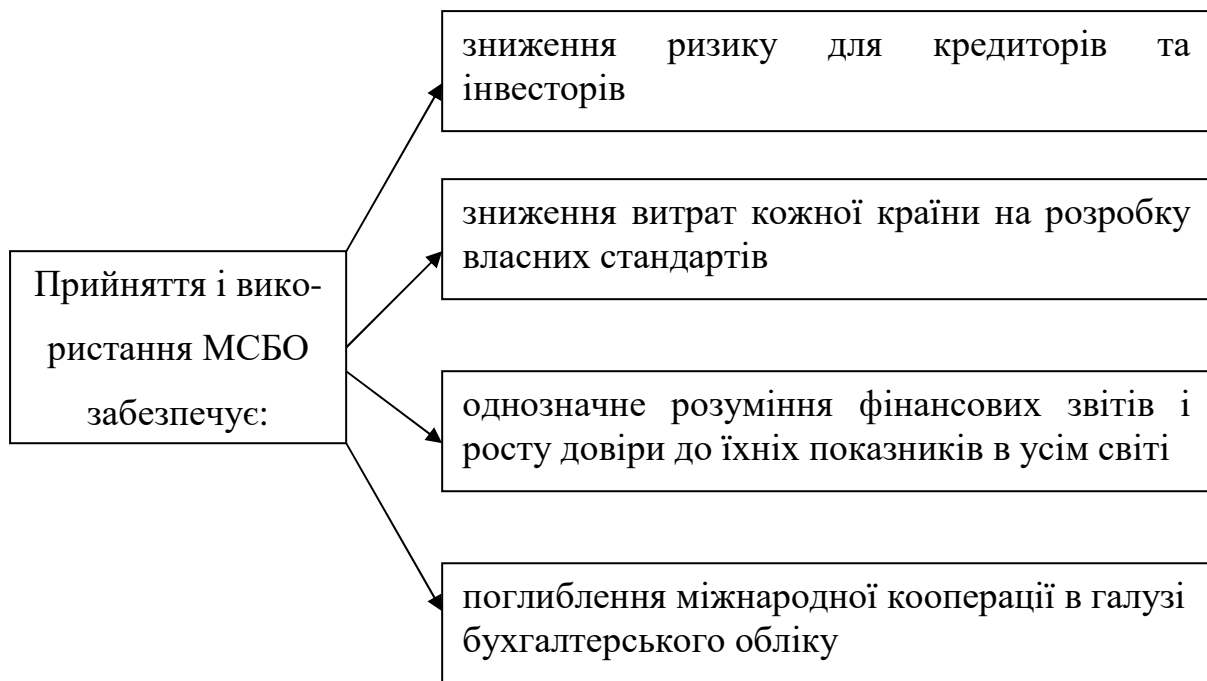 зниження ризику для кредиторів та
інвесторів
зниження витрат кожної країни на розробку
власних стандартів
Прийняття і вико-
ристання МСБО
забезпечує:
однозначне розуміння фінансових звітів і
росту довіри до їхніх показників в усім світі
поглиблення міжнародної кооперації в галузі
бухгалтерського обліку